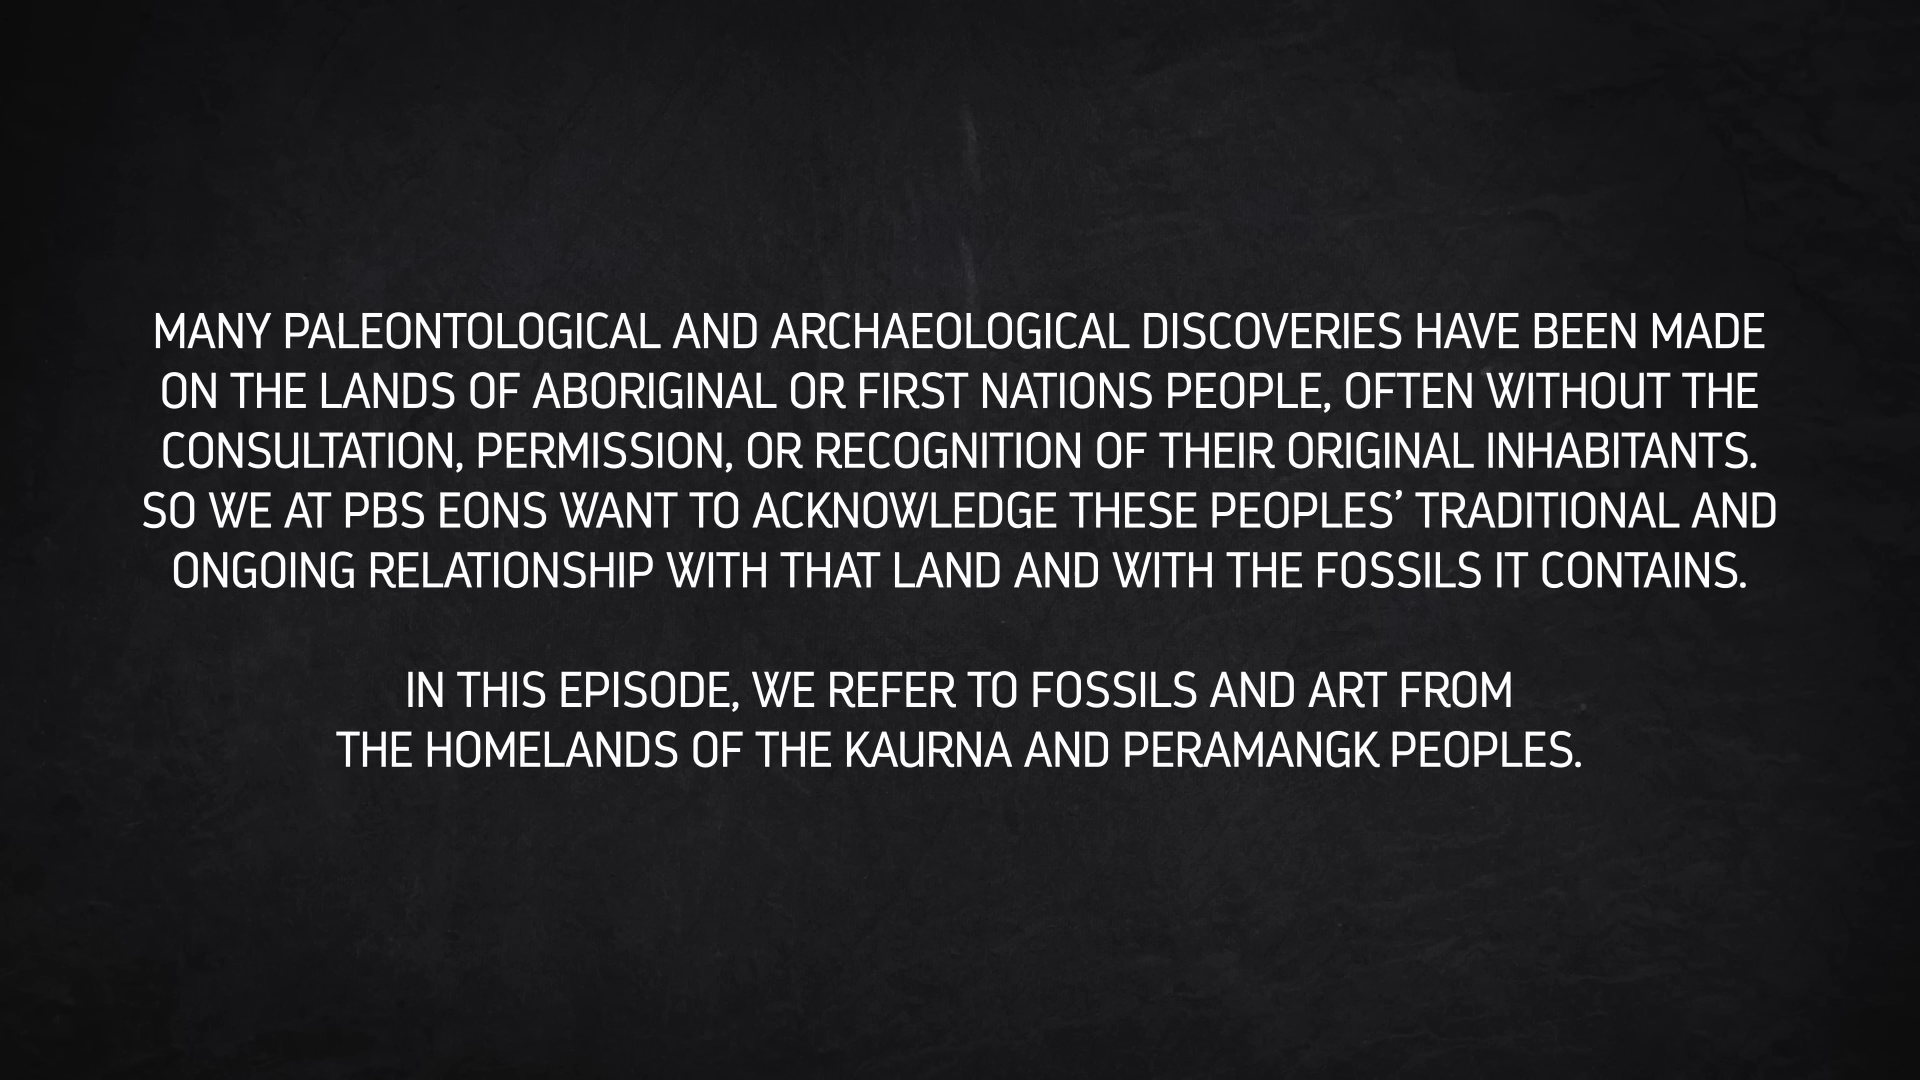 MANY PALEONTOLOGICAL AND ARCHAEOLOGICAL DISCOVERIES HAVE BEEN MADE
ON THE LANDS OF ABORIGINAL OR FIRST NATIONS PEOPLE, OFTEN WITHOUT THE
CONSULTATION, PERMISSION, OR RECOGNITION OF THEIR ORIGINAL INHABITANTS.
SO WE AT PBS EONS WANT TO ACKNOWLEDGE THESE PEOPLES’ TRADITIONAL AND
ONGOING RELATIONSHIP WITH THAT LAND AND WITH THE FOSSILS IT CONTAINS.
IN THIS EPISODE, WE REFER TO FOSSILS AND ART FROM
THE HOMELANDS OF THE KAURNA AND PERAMANGK PEOPLES.